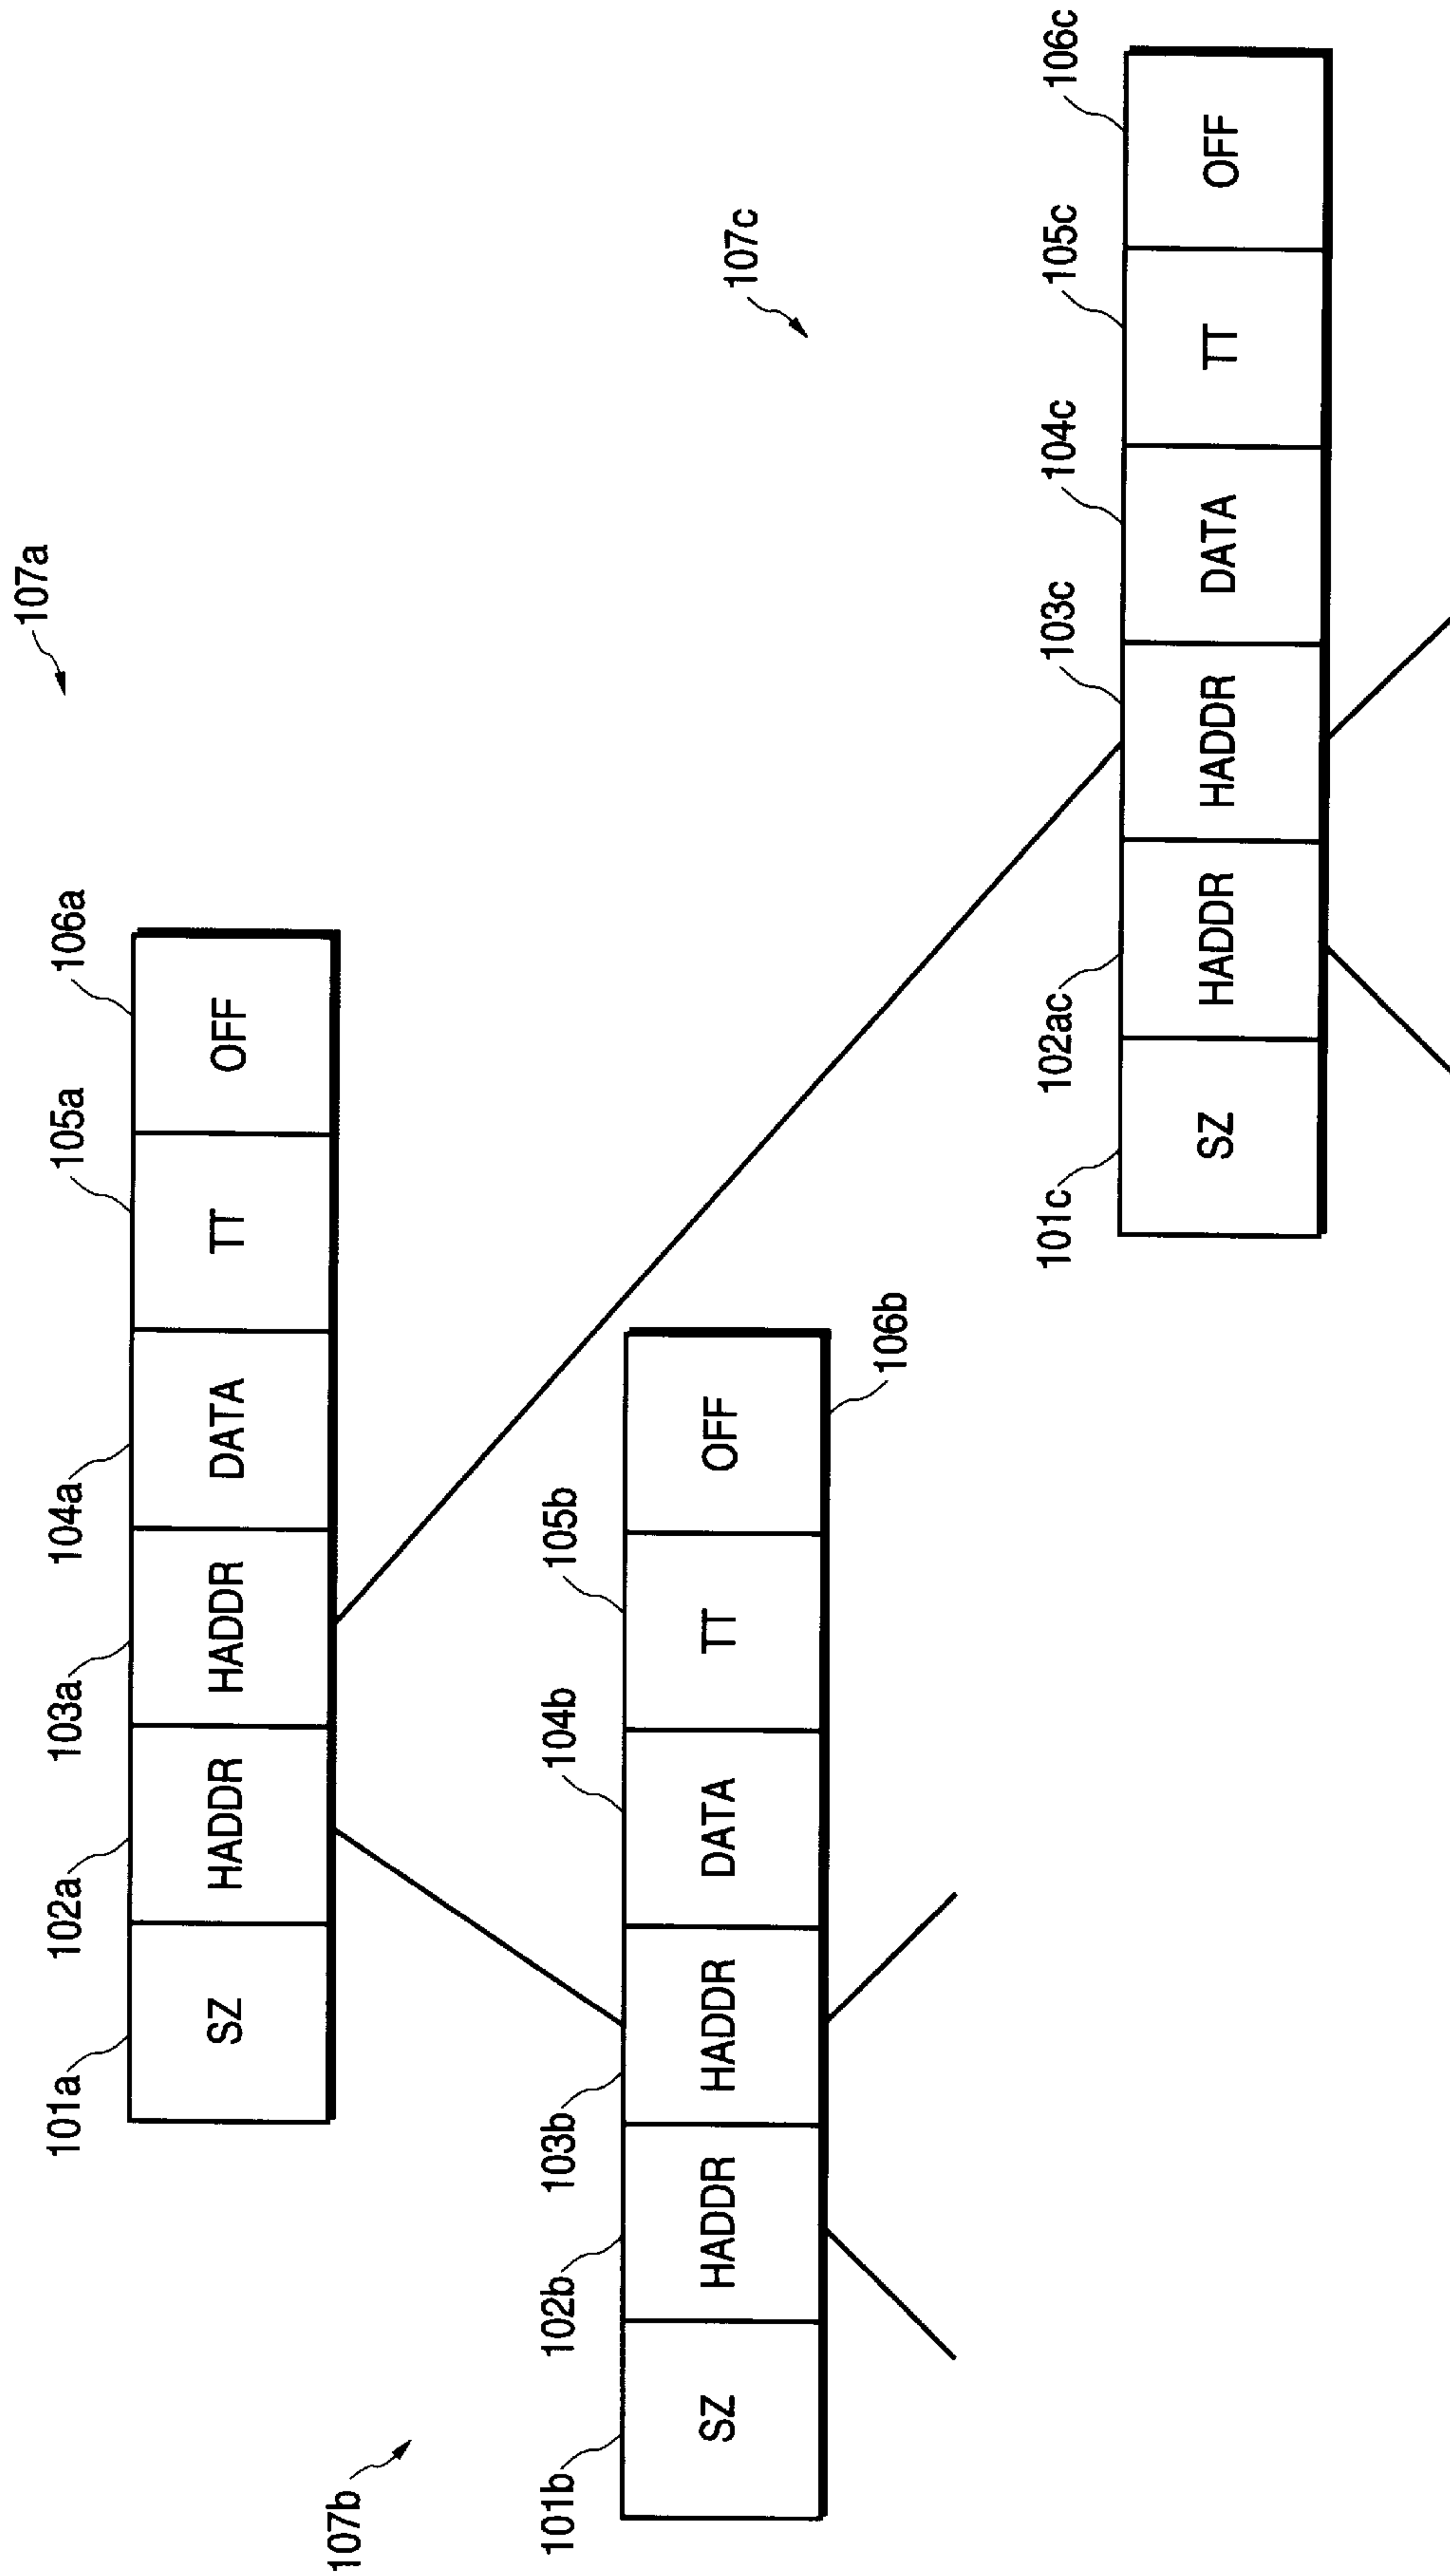 107a
101a 102a 103a 104a 105a 106a
SZ HADDR HADDR DATA TT OFF
107b
101b 102b 103b 104b 105b
SZ HADDR HADDR DATA TT OFF
106b
107c
101c 102ac 103c 104c 105c 106c
SZ HADDR HADDR DATA TT OFF